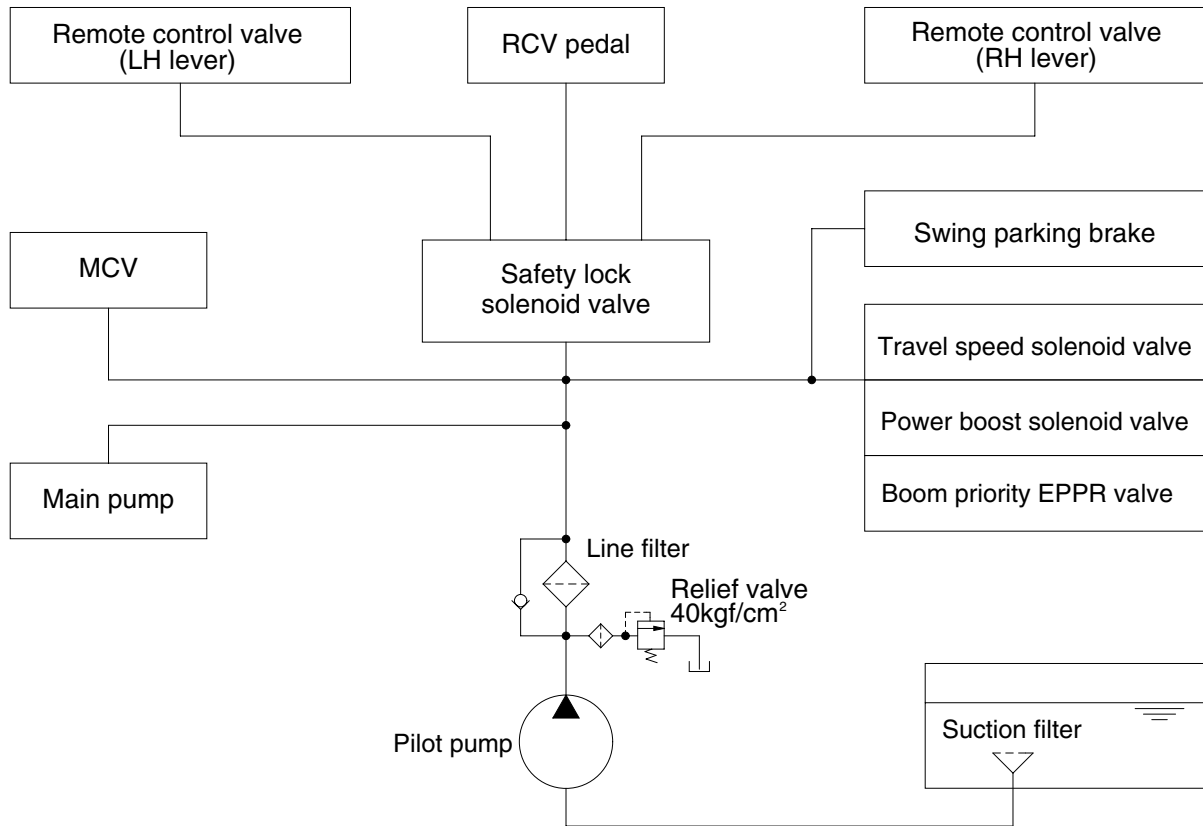 Remote control valve
(LH lever)
RCV pedal
Remote control valve
(RH lever)
MCV
Safety lock
solenoid valve
Swing parking brake
Travel speed solenoid valve
Power boost solenoid valve
Boom priority EPPR valve
Main pump
Line filter
Relief valve
40kgf/cm²
Pilot pump
Suction filter